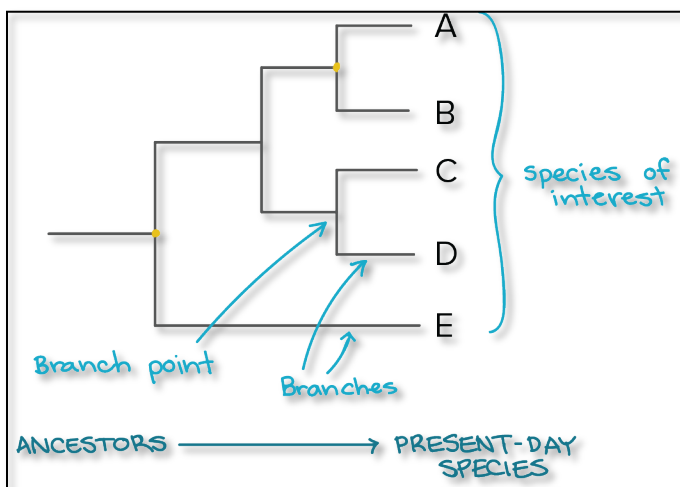 A
B
C
species of
interest
D
E
Branch point
Branches
ANCESTORS
PRESENT-DAY
SPECIES